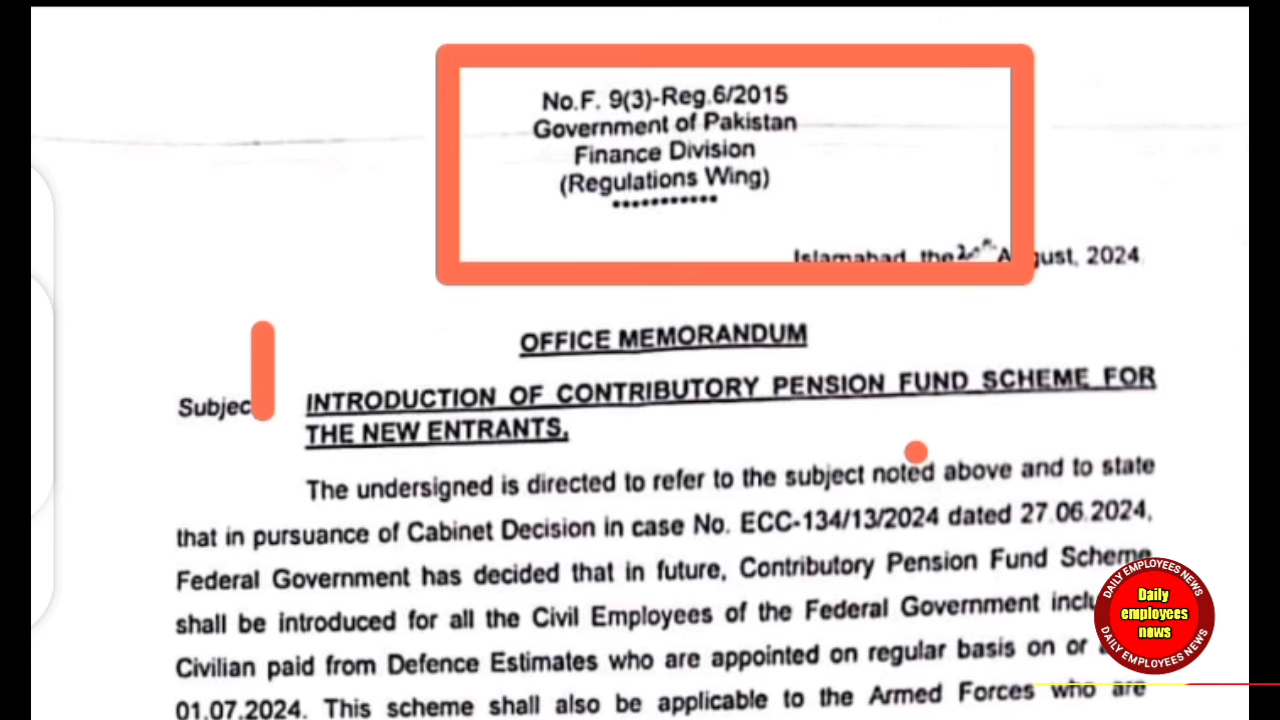 No.F. 9(3)-Reg.6/2015
Government of Pakistan
Finance Division
(Regulations Wing)
***********
Islamabad, the August, 2024
OFFICE MEMORANDUM
Subjec INTRODUCTION OF CONTRIBUTORY PENSION FUND SCHEME FOR
THE NEW ENTRANTS.
The undersigned is directed to refer to the subject noted above and to state
that in pursuance of Cabinet Decision in case No. ECC-134/13/2024 dated 27.06.2024,
Federal Government has decided that in future, Contributory Pension Fund Scheme
shall be introduced for all the Civil Employees of the Federal Government
Civilian paid from Defence Estimates who are appointed on regular basis on or
01.07.2024. This scheme shall also be applicable to the Armed Forces who are
DAILY EMPLOYEES NEWS
Daily
employees
news
DAILY EMPLOYEES NEWS